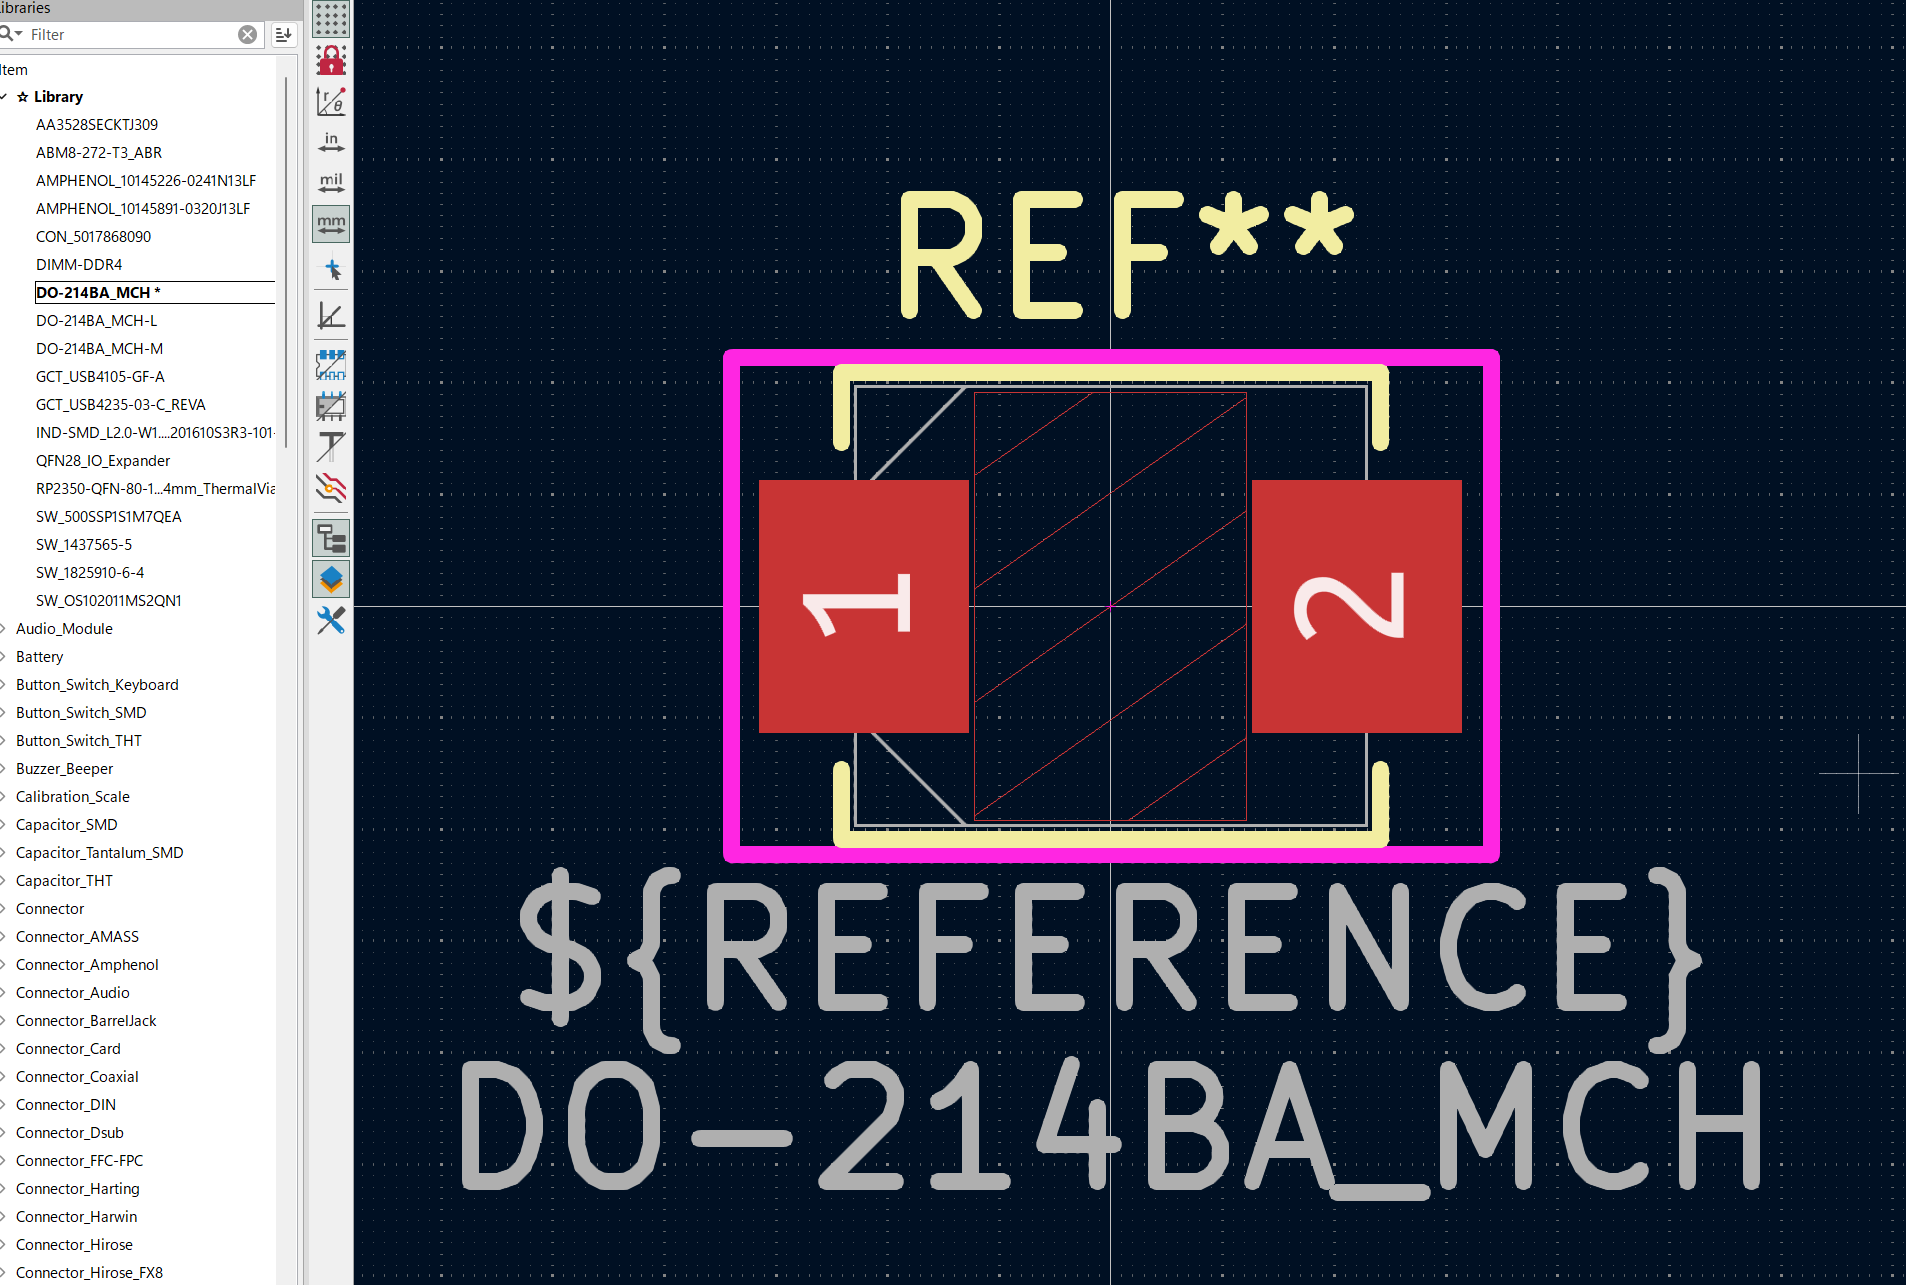 Libraries
Filter
Item
Library
AA3528SECKTJ309
ABM8-272-T3_ABR
AMPHENOL_10145226-0241N13LF
AMPHENOL_10145891-0320J13LF
CON_5017868090
DIMM-DDR4
DO-214BA_MCH *
DO-214BA_MCH-L
DO-214BA_MCH-M
GCT_USB4105-GF-A
GCT_USB4235-03-C_REVA
IND-SMD_L2.0-W1....201610S3R3-101-
QFN28_IO_Expander
RP2350-QFN-80-1...4mm_ThermalVia
SW_500SSP1S1M7QEA
SW_1437565-5
SW_1825910-6-4
SW_OS102011MS2QN1
Audio_Module
Battery
Button_Switch_Keyboard
Button_Switch_SMD
Button_Switch_THT
Buzzer_Beeper
Calibration_Scale
Capacitor_SMD
Capacitor_Tantalum_SMD
Capacitor_THT
Connector
Connector_AMASS
Connector_Amphenol
Connector_Audio
Connector_BarrelJack
Connector_Card
Connector_Coaxial
Connector_DIN
Connector_Dsub
Connector_FFC-FPC
Connector_Harting
Connector_Harwin
Connector_Hirose
Connector_Hirose_FX8
r
θ
in
mil
mm
REF**
1
2
${REFERENCE}
DO-214BA_MCH